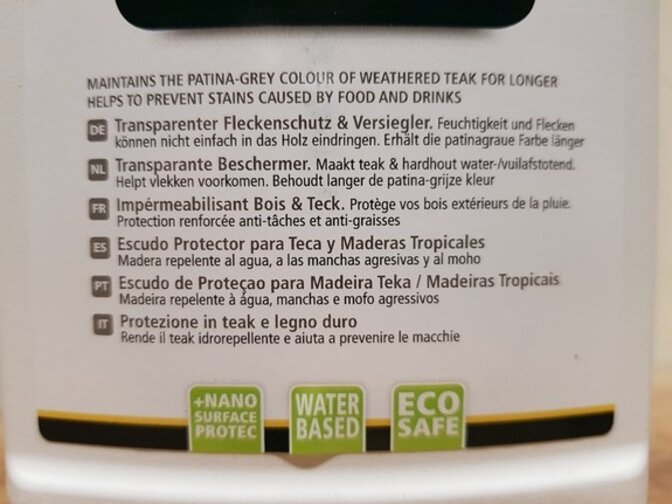 MAINTAINS THE PATINA-GREY COLOUR OF WEATHERED TEAK FOR LONGER
HELPS TO PREVENT STAINS CAUSED BY FOOD AND DRINKS
DE Transparenter Fleckenschutz & Versiegler. Feuchtigkeit und Flecken
können nicht einfach in das Holz eindringen. Erhält die patinagraue Farbe länger
NL Transparante Beschermer. Maakt teak & hardhout water-/vuilafstotend.
Helpt vlekken voorkomen. Behoudt langer de patina-grijze kleur
FR Impérmeabilisant Bois & Teck. Protège vos bois extérieurs de la pluie.
Protection renforcée anti-tâches et anti-graisses
ES Escudo Protector para Teca y Maderas Tropicales
Madera repelente al agua, a las manchas agresivas y al moho
PT Escudo de Proteçao para Madeira Teka / Madeiras Tropicais
Madeira repelente à água, manchas e mofo agressivos
IT Protezione in teak e legno duro
Rende il teak idrorepellente e aiuta a prevenire le macchie
+NANO
SURFACE
PROTEC
WATER
BASED
ECO
SAFE